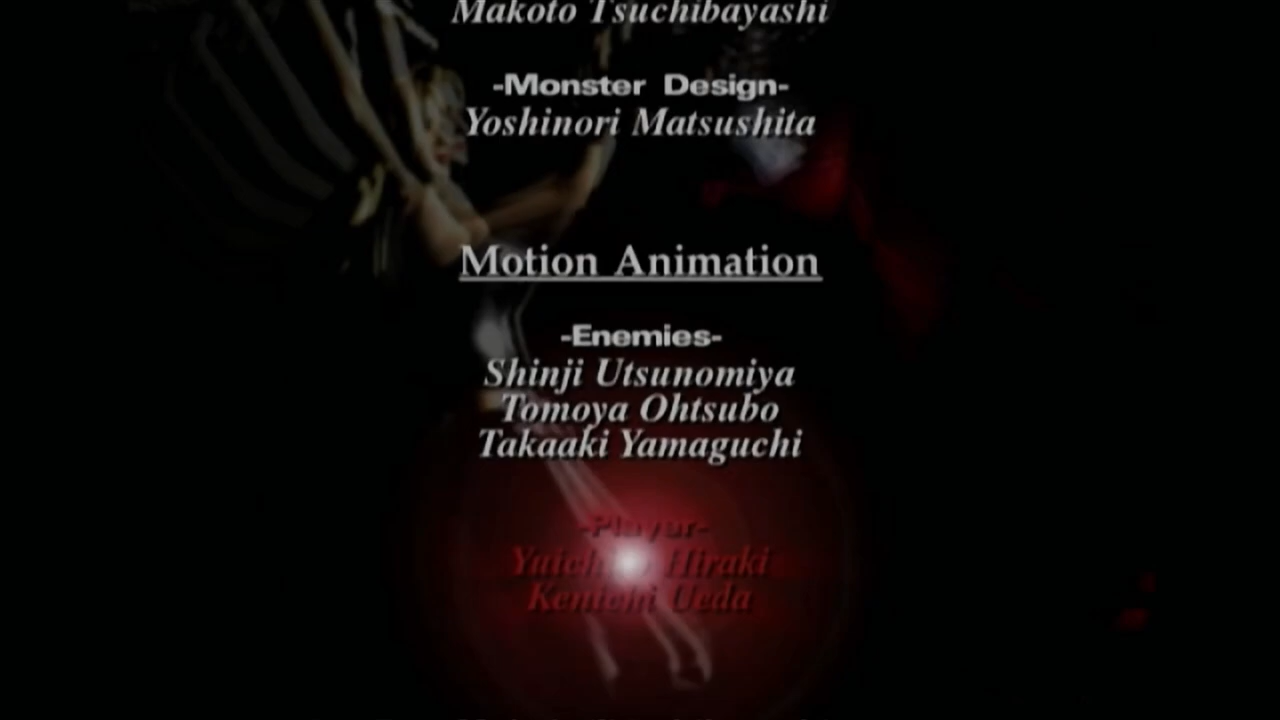 Makoto Tsuchibayashi
-Monster Design-
Yoshinori Matsushita
Motion Animation
-Enemies-
Shinji Utsunomiya
Tomoya Ohtsubo
Takaaki Yamaguchi
-Player-
Hiraki
Kenichi Ueda